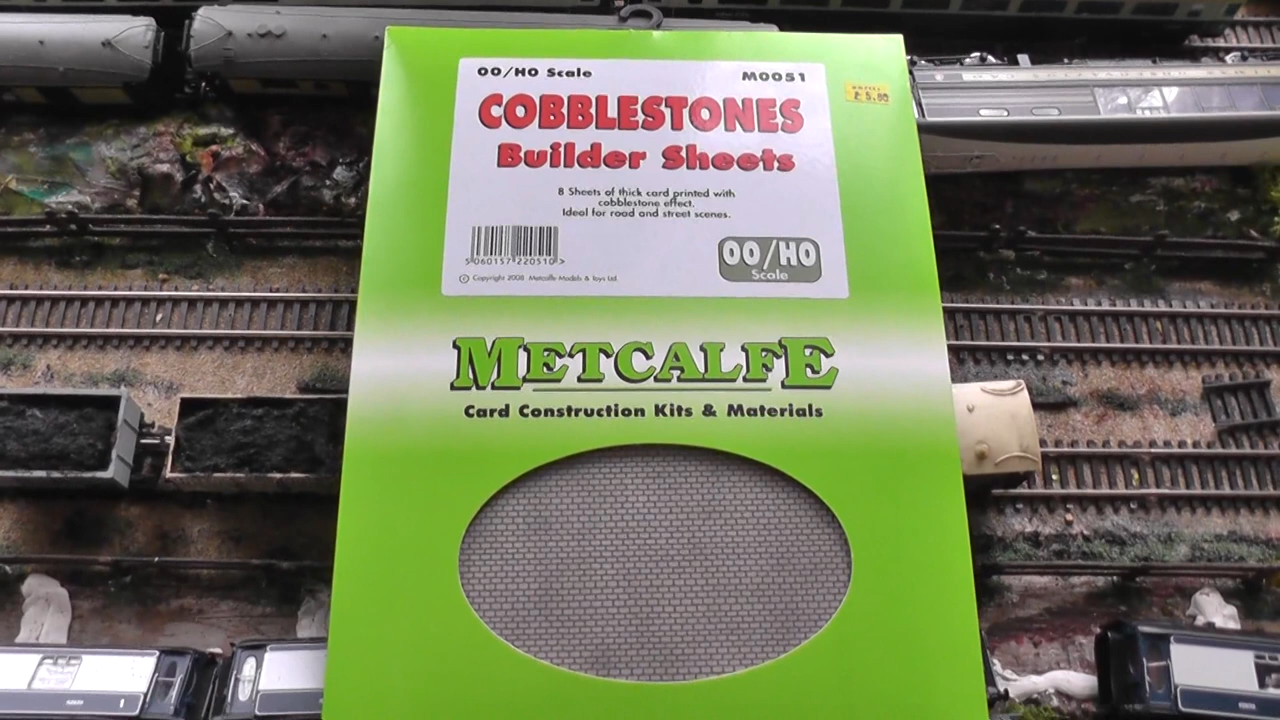 OO/HO Scale
M0051
£5.00
COBBLESTONES
Builder Sheets
8 Sheets of thick card printed with
cobblestone effect.
Ideal for road and street scenes.
5 060157 220510 >
OO/HO
Scale
© Copyright 2008 Metcalfe Models & Toys Ltd.
METCALFE
Card Construction Kits & Materials